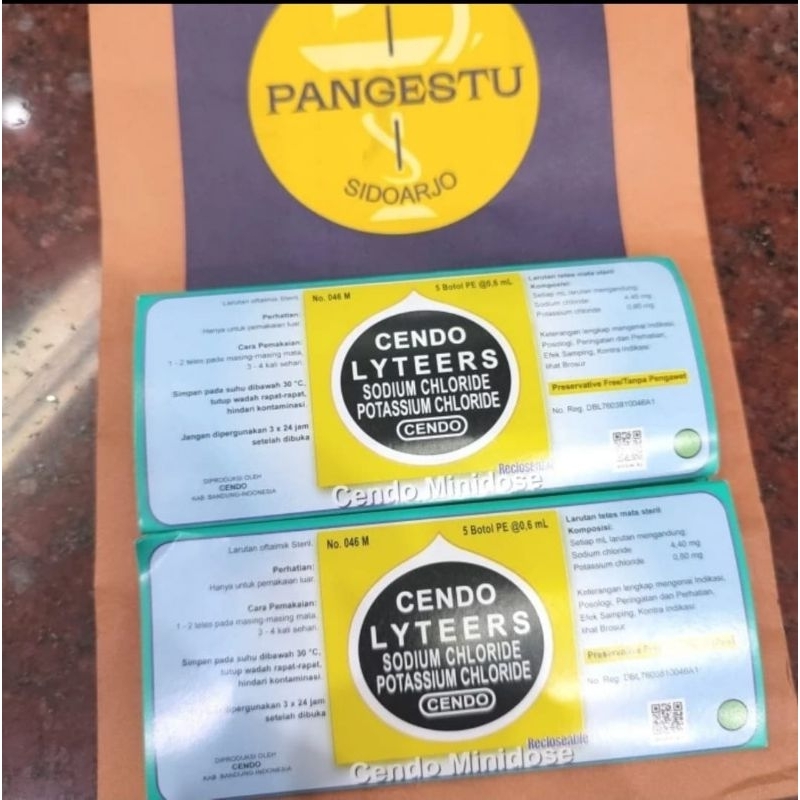 PANGESTU
SIDOARJO
Larutan oftalmik Steril.
Perhatian:
Hanya untuk pemakaian luar.
Cara Pemakaian:
1 - 2 tetes pada masing-masing mata,
3 - 4 kali sehari.
Simpan pada suhu dibawah 30 °C,
tutup wadah rapat-rapat,
hindari kontaminasi.
Jangan dipergunakan 3 x 24 jam
setelah dibuka
DIPRODUKSI OLEH
CENDO
KAB. BANDUNG-INDONESIA
No. 046 M
5 Botol PE @0,6 mL
CENDO
LYTEERS
SODIUM CHLORIDE
POTASSIUM CHLORIDE
CENDO
Recloseable
Cendo Minidose
Larutan tetes mata steril
Komposisi:
Setiap mL larutan mengandung:
Sodium chloride 4,40 mg
Potassium chloride 0,80 mg
Keterangan lengkap mengenai Indikasi,
Posologi, Peringatan dan Perhatian,
Efek Samping, Kontra Indikasi:
lihat Brosur
Preservative Free/Tanpa Pengawet
No. Reg. DBL7603810046A1
Larutan oftalmik Steril.
Perhatian:
Hanya untuk pemakaian luar.
Cara Pemakaian:
1 - 2 tetes pada masing-masing mata,
3 - 4 kali sehari.
Simpan pada suhu dibawah 30 °C,
tutup wadah rapat-rapat,
hindari kontaminasi.
dipergunakan 3 x 24 jam
setelah dibuka
DIPRODUKSI OLEH
CENDO
KAB. BANDUNG-INDONESIA
No. 046 M
5 Botol PE @0,6 mL
CENDO
LYTEERS
SODIUM CHLORIDE
POTASSIUM CHLORIDE
CENDO
Recloseable
Cendo Minidose
Larutan tetes mata steril
Komposisi:
Setiap mL larutan mengandung:
Sodium chloride 4,40 mg
Potassium chloride 0,80 mg
Keterangan lengkap mengenai Indikasi,
Posologi, Peringatan dan Perhatian,
Efek Samping, Kontra Indikasi:
lihat Brosur
Preservative
No. Reg. DBL7603810046A1